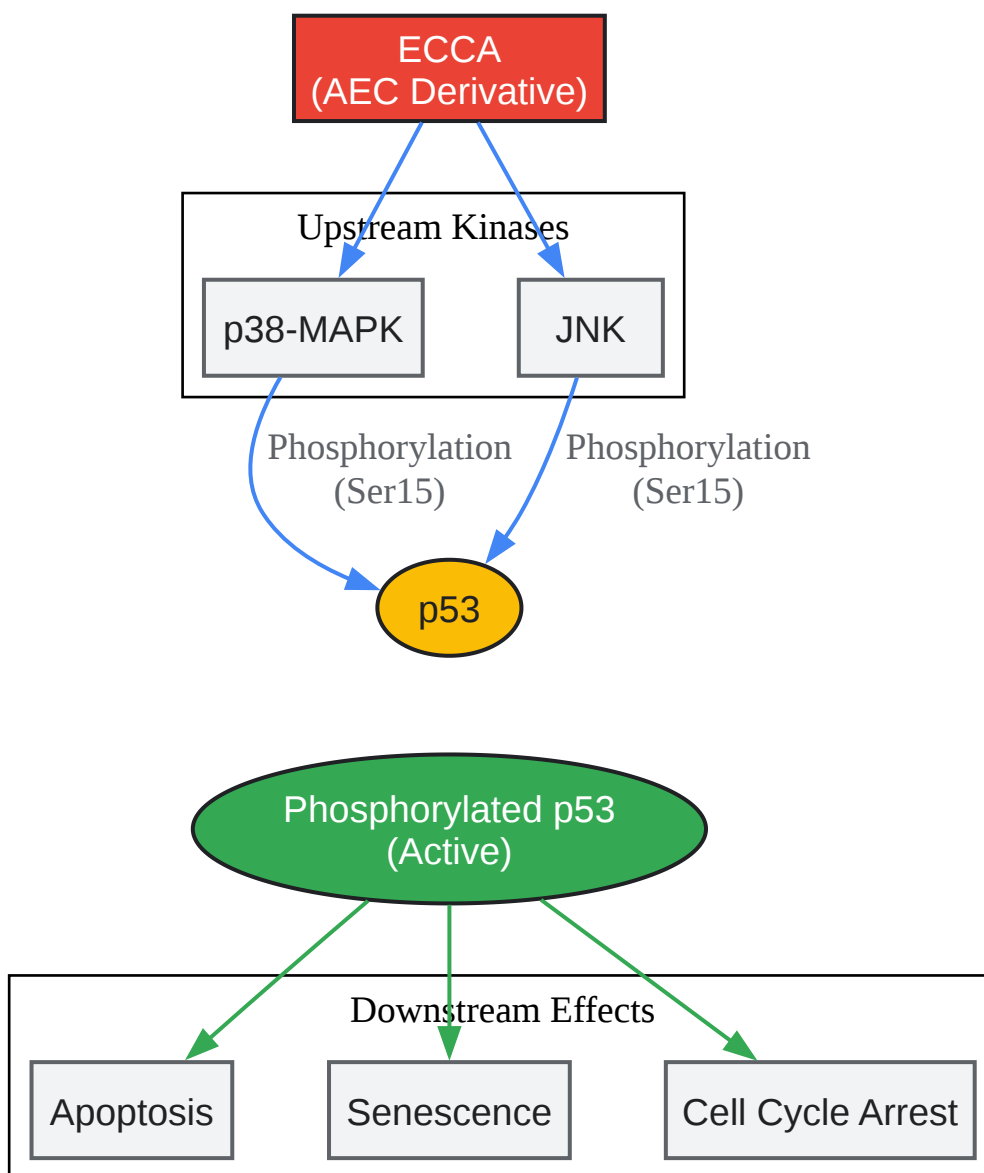 ECCA
(AEC Derivative)
Upstream Kinases
p38-MAPK
JNK
Phosphorylation
(Ser15)
Phosphorylation
(Ser15)
p53
Phosphorylated p53
(Active)
Downstream Effects
Apoptosis
Senescence
Cell Cycle Arrest